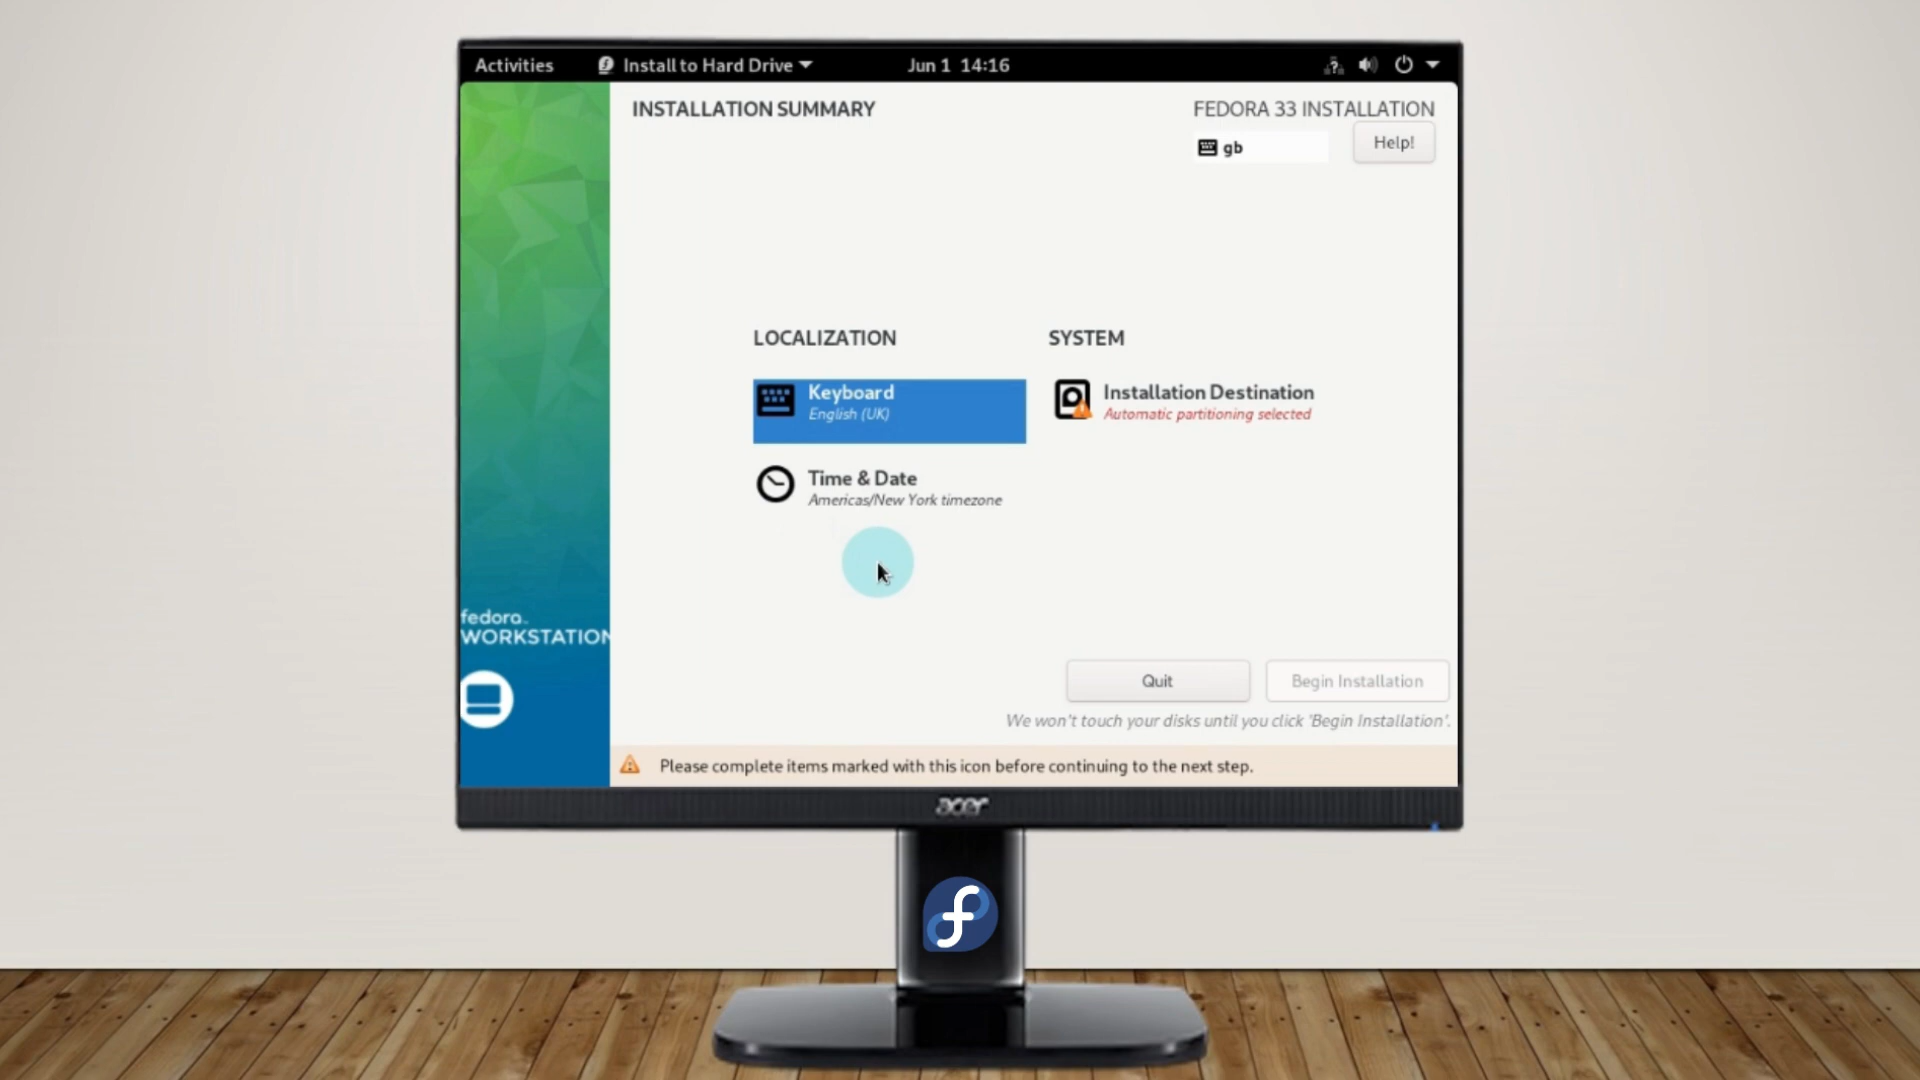 Activities Install to Hard Drive Jun 1 14:16
INSTALLATION SUMMARY
FEDORA 33 INSTALLATION
gb
Help!
LOCALIZATION
Keyboard
English (UK)
Time & Date
Americas/New York timezone
SYSTEM
Installation Destination
Automatic partitioning selected
fedora
WORKSTATION
Quit
Begin Installation
We won't touch your disks until you click 'Begin Installation'.
Please complete items marked with this icon before continuing to the next step.
acer